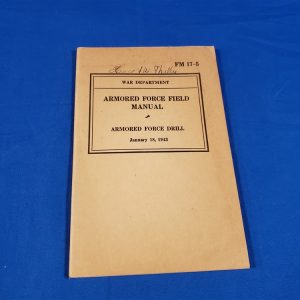 FM 17-5
WAR DEPARTMENT
ARMORED FORCE FIELD
MANUAL
ARMORED FORCE DRILL
January 18, 1943